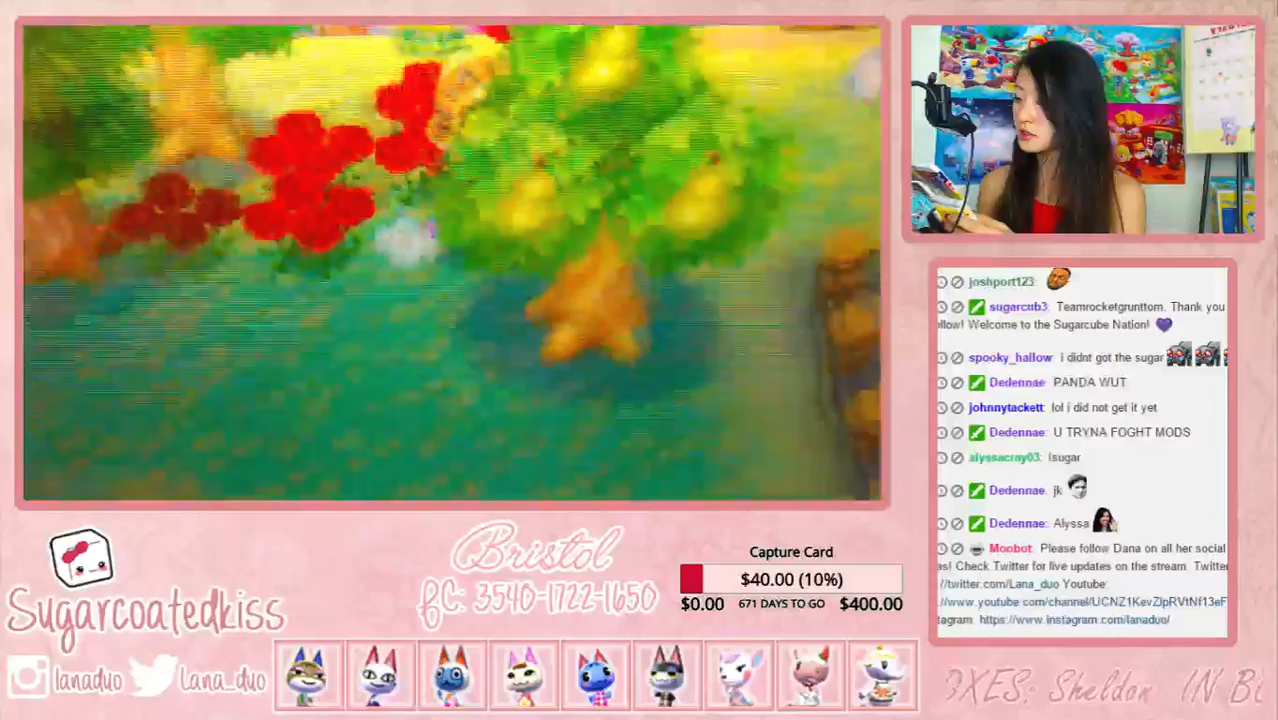 joshport123:
sugarcub3: Teamrocketgrunttom, Thank you
ollow! Welcome to the Sugarcube Nation!
spooky_hallow: i didnt got the sugar
Dedennae: PANDA WUT
johnnytackett: lol i did not get it yet
Dedennae: U TRYNA FOGHT MODS
alyssacray03: !sugar
Dedennae: jk
Dedennae: Alyssa
Moobot: Please follow Dana on all her social
as! Check Twitter for live updates on the stream Twitter
://twitter.com/Lana_duo Youtube:
://www.youtube.com/channel/UCNZ1KevZlpRVtNf13eF
tagram https://www.instagram.com/lanaduo/
Bristol
FC: 3540-1722-1650
Capture Card
$40.00 (10%)
$0.00 671 DAYS TO GO $400.00
Sugarcoatedkiss
lanaduo Lana_duo
Sheldon IN